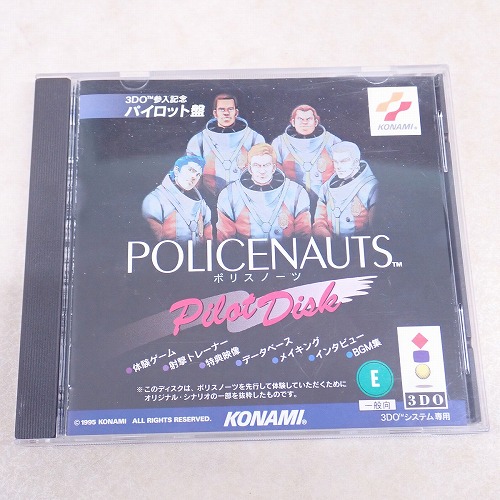 3DO™参入記念
パイロット盤
KONAMI®
POLICENAUTS™
ポリスノーツ
Pilot Disk
●体験ゲーム
●射撃トレーナー
●特典映像
●データベース
●メイキング
●インタビュー
●BGM集
※このディスクは、ポリスノーツを先行して体験していただくために
オリジナル・シナリオの一部を抜粋したものです。
E
一般向
3DO
3DO™システム専用
©1995 KONAMI ALL RIGHTS RESERVED.
KONAMI®